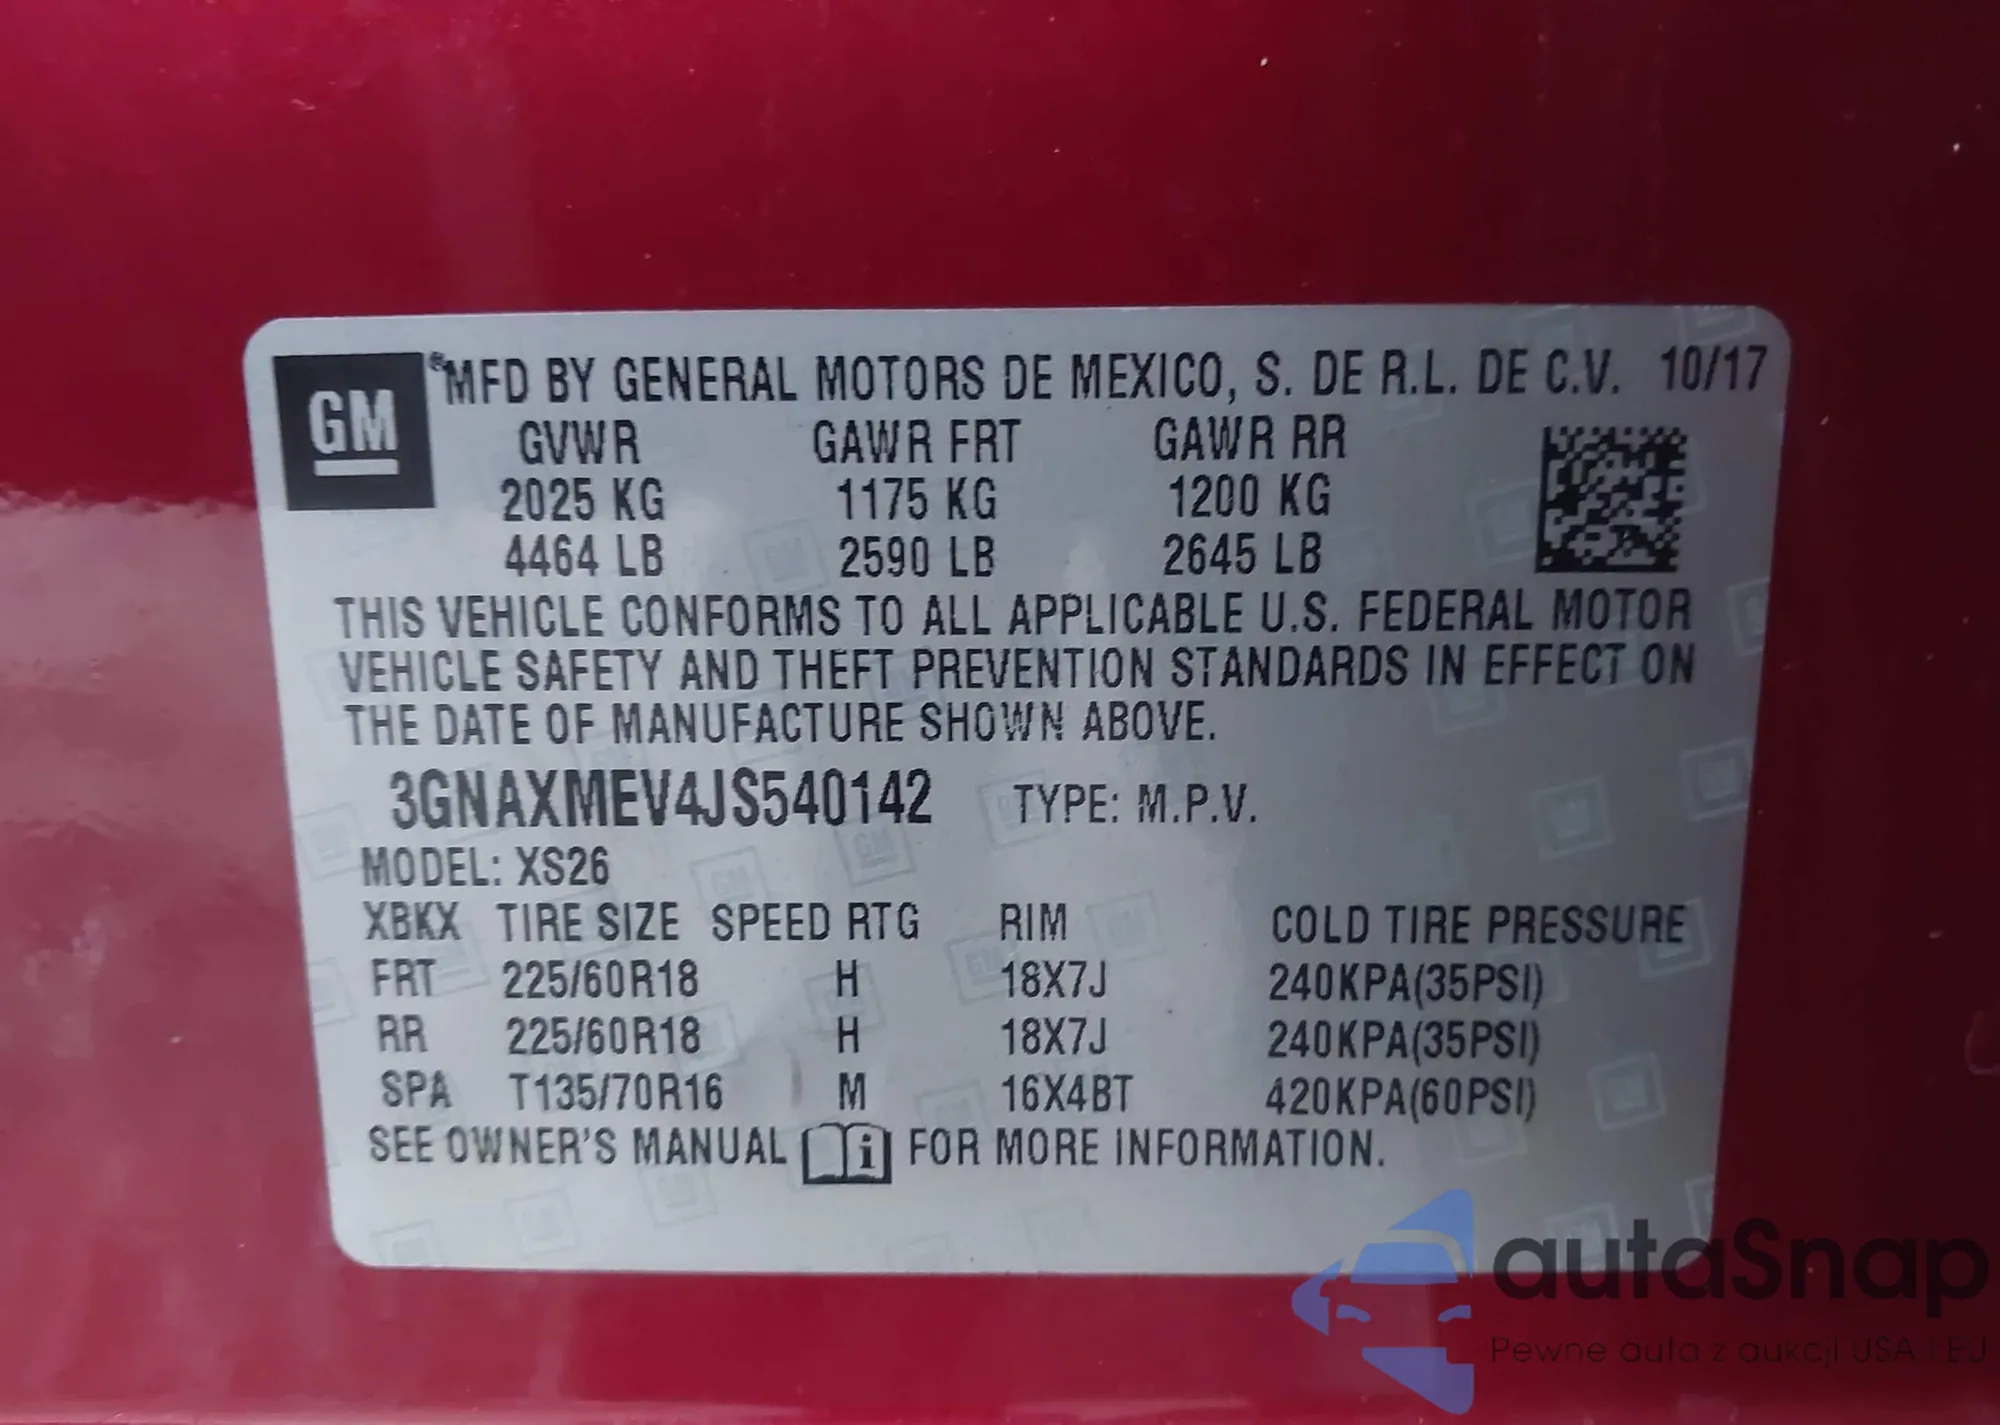 GM ®MFD BY GENERAL MOTORS DE MEXICO, S. DE R.L. DE C.V. 10/17
GVWR GAWR FRT GAWR RR
2025 KG 1175 KG 1200 KG
4464 LB 2590 LB 2645 LB
THIS VEHICLE CONFORMS TO ALL APPLICABLE U.S. FEDERAL MOTOR
VEHICLE SAFETY AND THEFT PREVENTION STANDARDS IN EFFECT ON
THE DATE OF MANUFACTURE SHOWN ABOVE.
3GNAXMEV4JS540142 TYPE: M.P.V.
MODEL: XS26
XBKX TIRE SIZE SPEED RTG RIM COLD TIRE PRESSURE
FRT 225/60R18 H 18X7J 240KPA(35PSI)
RR 225/60R18 H 18X7J 240KPA(35PSI)
SPA T135/70R16 M 16X4BT 420KPA(60PSI)
SEE OWNER'S MANUAL i FOR MORE INFORMATION.
autaSnap
Pewne auta z aukcji USA i EU